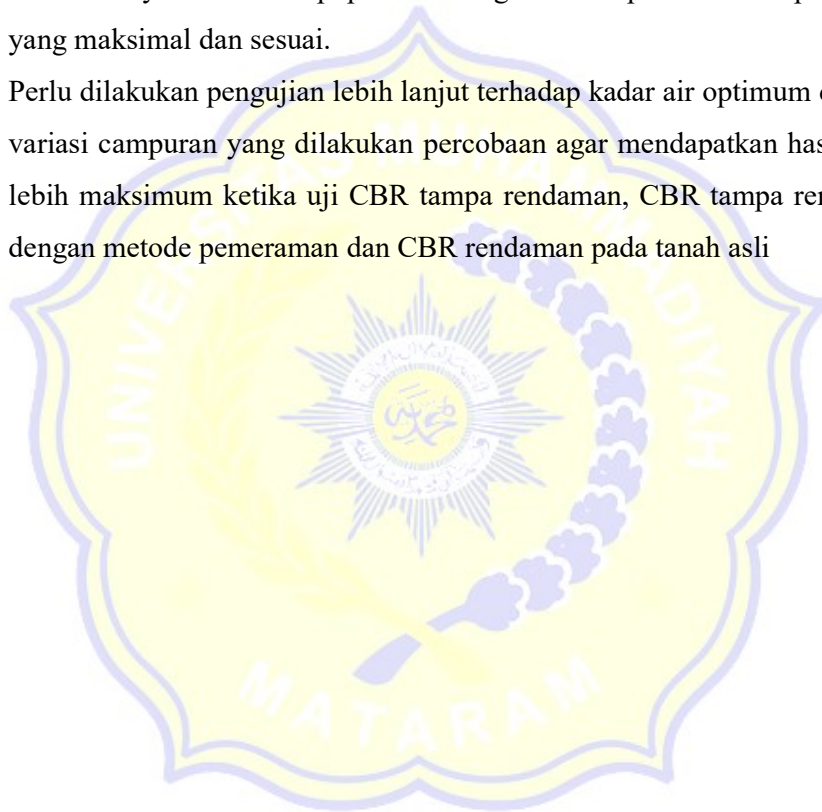 yang maksimal dan sesuai.
Perlu dilakukan pengujian lebih lanjut terhadap kadar air optimum
variasi campuran yang dilakukan percobaan agar mendapatkan
lebih maksimum ketika uji CBR tampa rendaman, CBR tampa
dengan metode pemeraman dan CBR rendaman pada tanah asli
UNIVERSITAS MUHAMMADIYAH
MATARAM